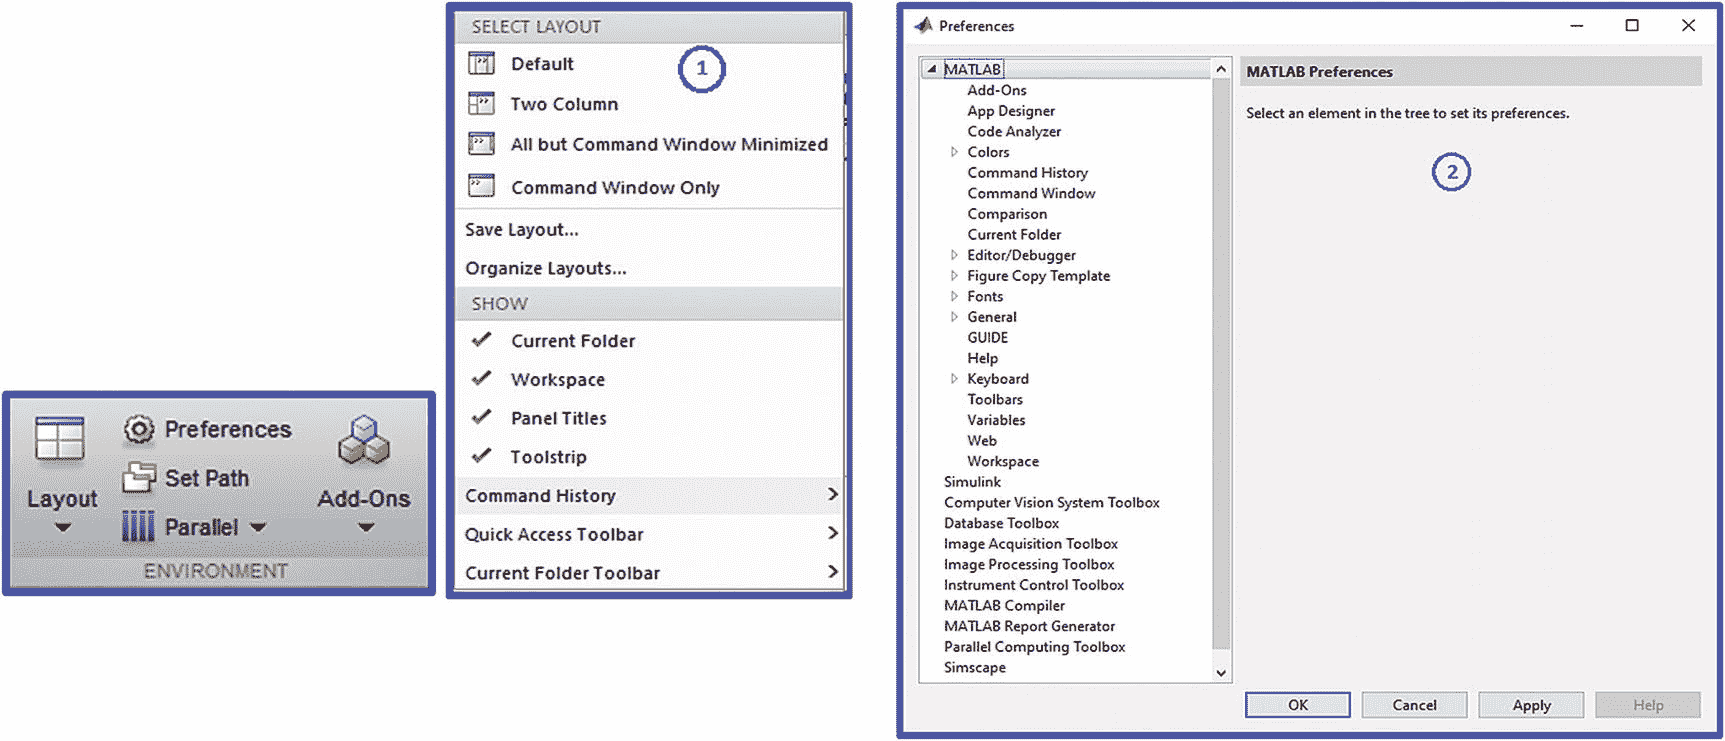 Layout
Preferences
Set Path
Parallel
Add-Ons
ENVIRONMENT
SELECT LAYOUT
1
Default
Two Column
All but Command Window Minimized
Command Window Only
Save Layout...
Organize Layouts...
SHOW
Current Folder
Workspace
Panel Titles
Toolstrip
Command History
Quick Access Toolbar
Current Folder Toolbar
Preferences
MATLAB
Add-Ons
App Designer
Code Analyzer
Colors
Command History
Command Window
Comparison
Current Folder
Editor/Debugger
Figure Copy Template
Fonts
General
GUIDE
Help
Keyboard
Toolbars
Variables
Web
Workspace
Simulink
Computer Vision System Toolbox
Database Toolbox
Image Acquisition Toolbox
Image Processing Toolbox
Instrument Control Toolbox
MATLAB Compiler
MATLAB Report Generator
Parallel Computing Toolbox
Simscape
MATLAB Preferences
Select an element in the tree to set its preferences.
2
OK
Cancel
Apply
Help